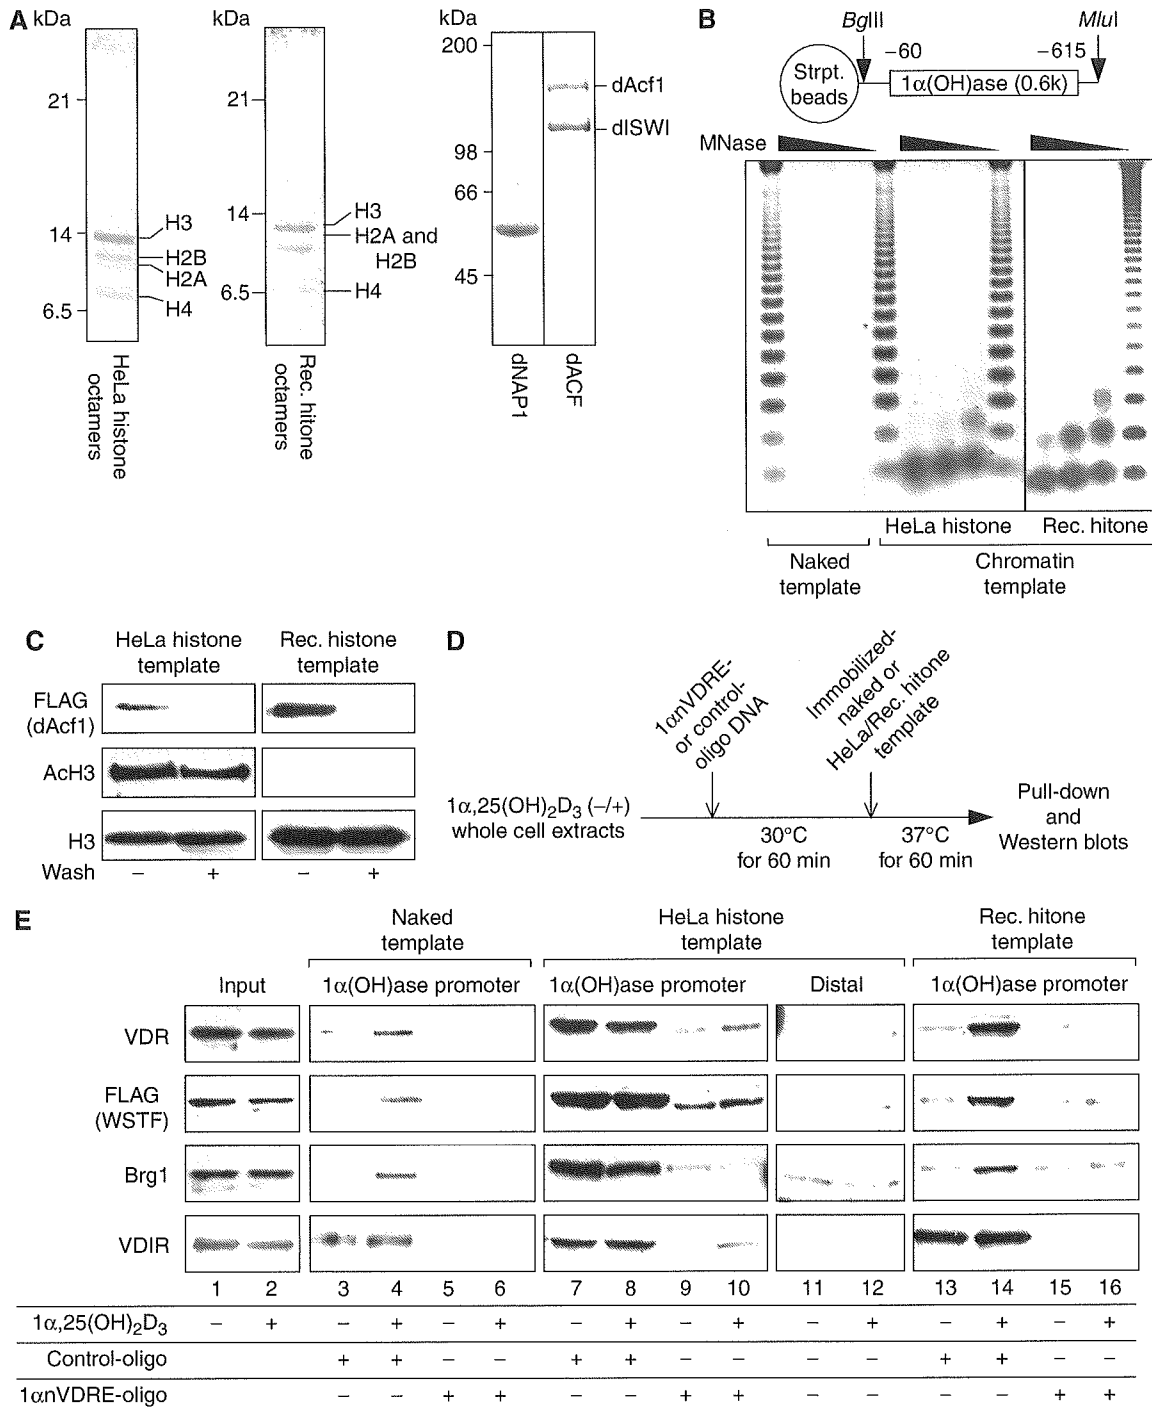 A
kDa
21
14
6.5
H3
H2B
H2A
H4
HeLa histone
octamers
kDa
21
14
6.5
H3
H2A and
H2B
H4
Rec. hitone
octamers
kDa
200
98
66
45
dAcf1
dISWI
dNAP1
dACF
B
BglII
MluI
−60
−615
Strpt.
beads
1α(OH)ase (0.6k)
MNase
HeLa histone
Rec. hitone
Naked
template
Chromatin
template
C
HeLa histone
template
Rec. histone
template
FLAG
(dAcf1)
AcH3
H3
Wash − + − +
D
1αnVDRE-
or control-
oligo DNA
Immobilized-
naked or
HeLa/Rec. hitone
template
1α,25(OH)2D3 (−/+)
whole cell extracts
30°C
for 60 min
37°C
for 60 min
Pull-down
and
Western blots
E
Naked
template
HeLa histone
template
Rec. hitone
template
Input 1α(OH)ase promoter 1α(OH)ase promoter Distal 1α(OH)ase promoter
VDR
FLAG
(WSTF)
Brg1
VDIR
1 2 3 4 5 6 7 8 9 10 11 12 13 14 15 16
1α,25(OH)2D3 − + − + − + − + − + − + − + − +
Control-oligo + + − − + + − − − − + + − −
1αnVDRE-oligo − − + + − − + + − − − − + +